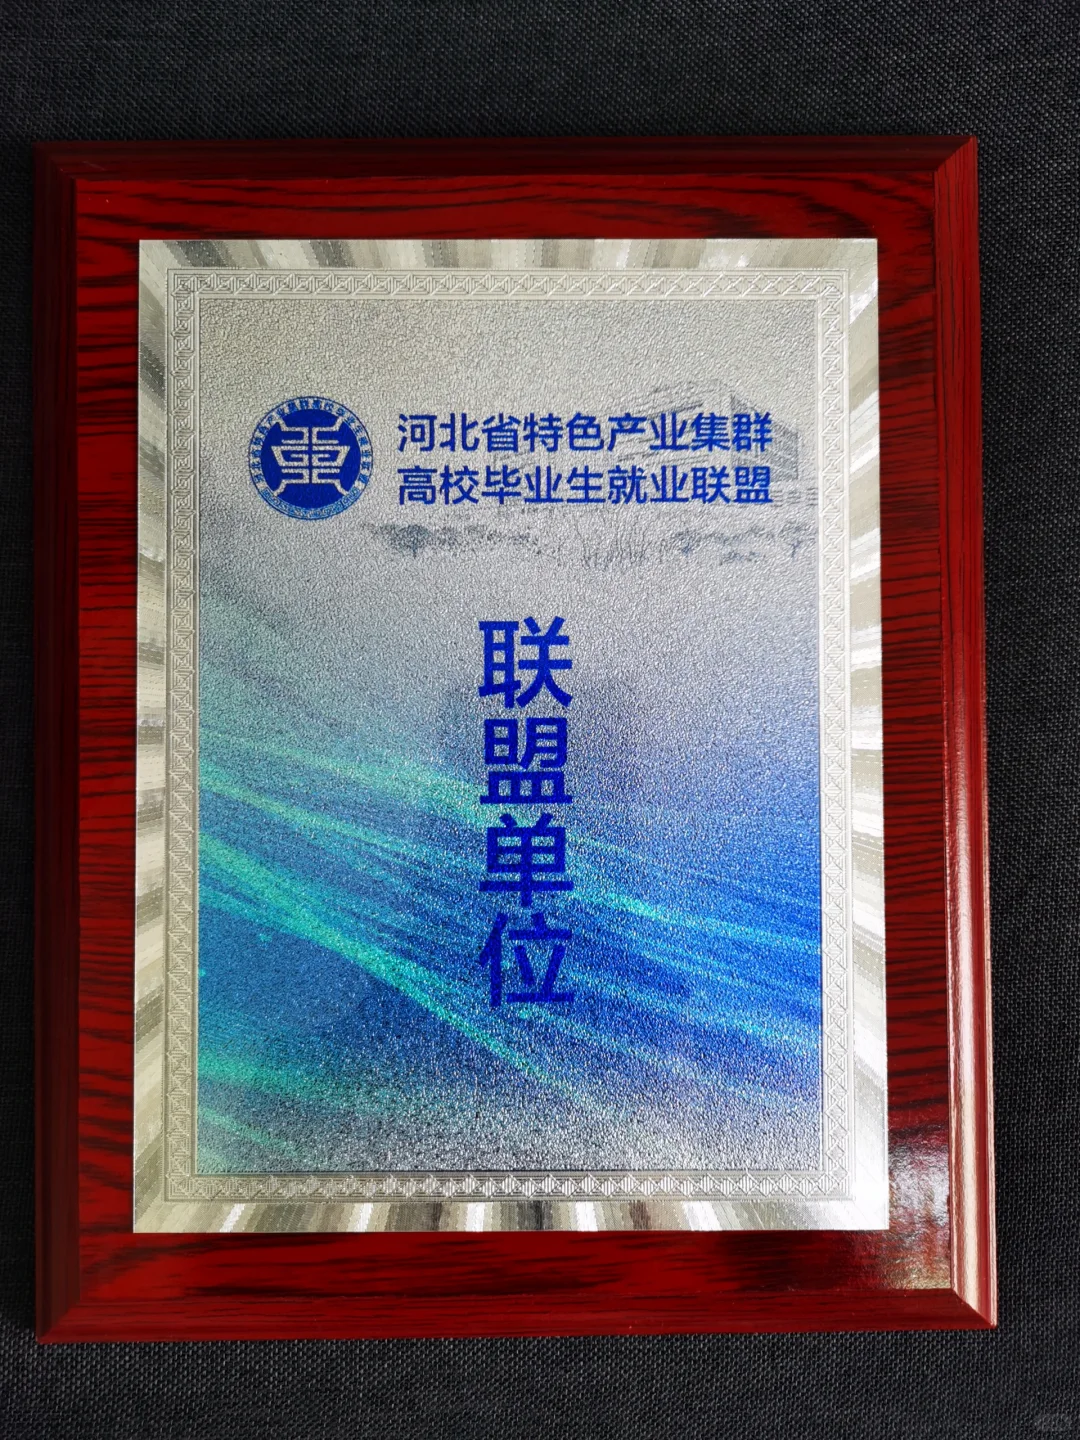 河北省特色产业集群
高校毕业生就业联盟
联
盟
单
位